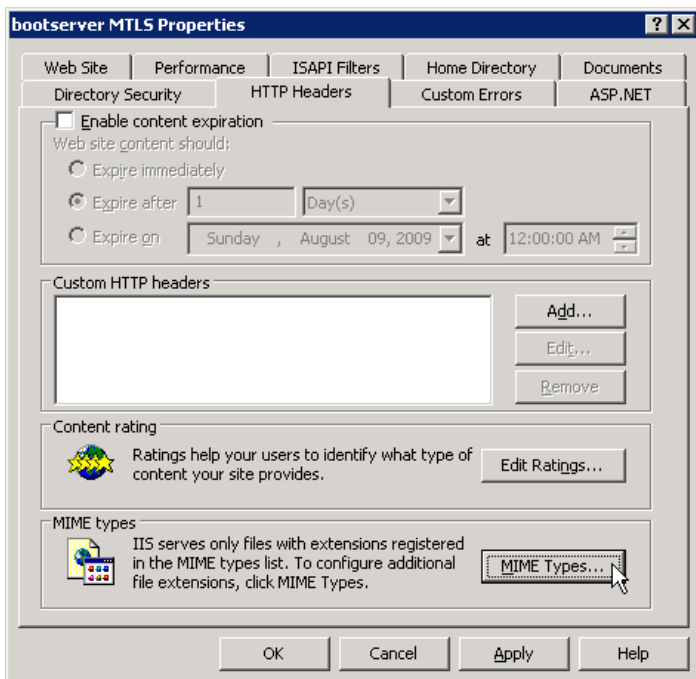 bootserver MTLS Properties
Web Site
Performance
ISAPI Filters
Home Directory
Documents
Directory Security
HTTP Headers
Custom Errors
ASP.NET
Enable content expiration
Web site content should:
Expire immediately
Expire after
1
Day(s)
Expire on
Sunday , August 09, 2009
at
12:00:00 AM
Custom HTTP headers
Add...
Edit...
Remove
Content rating
Ratings help your users to identify what type of
content your site provides.
Edit Ratings...
MIME types
IIS serves only files with extensions registered
in the MIME types list. To configure additional
file extensions, click MIME Types.
MIME Types...
OK
Cancel
Apply
Help